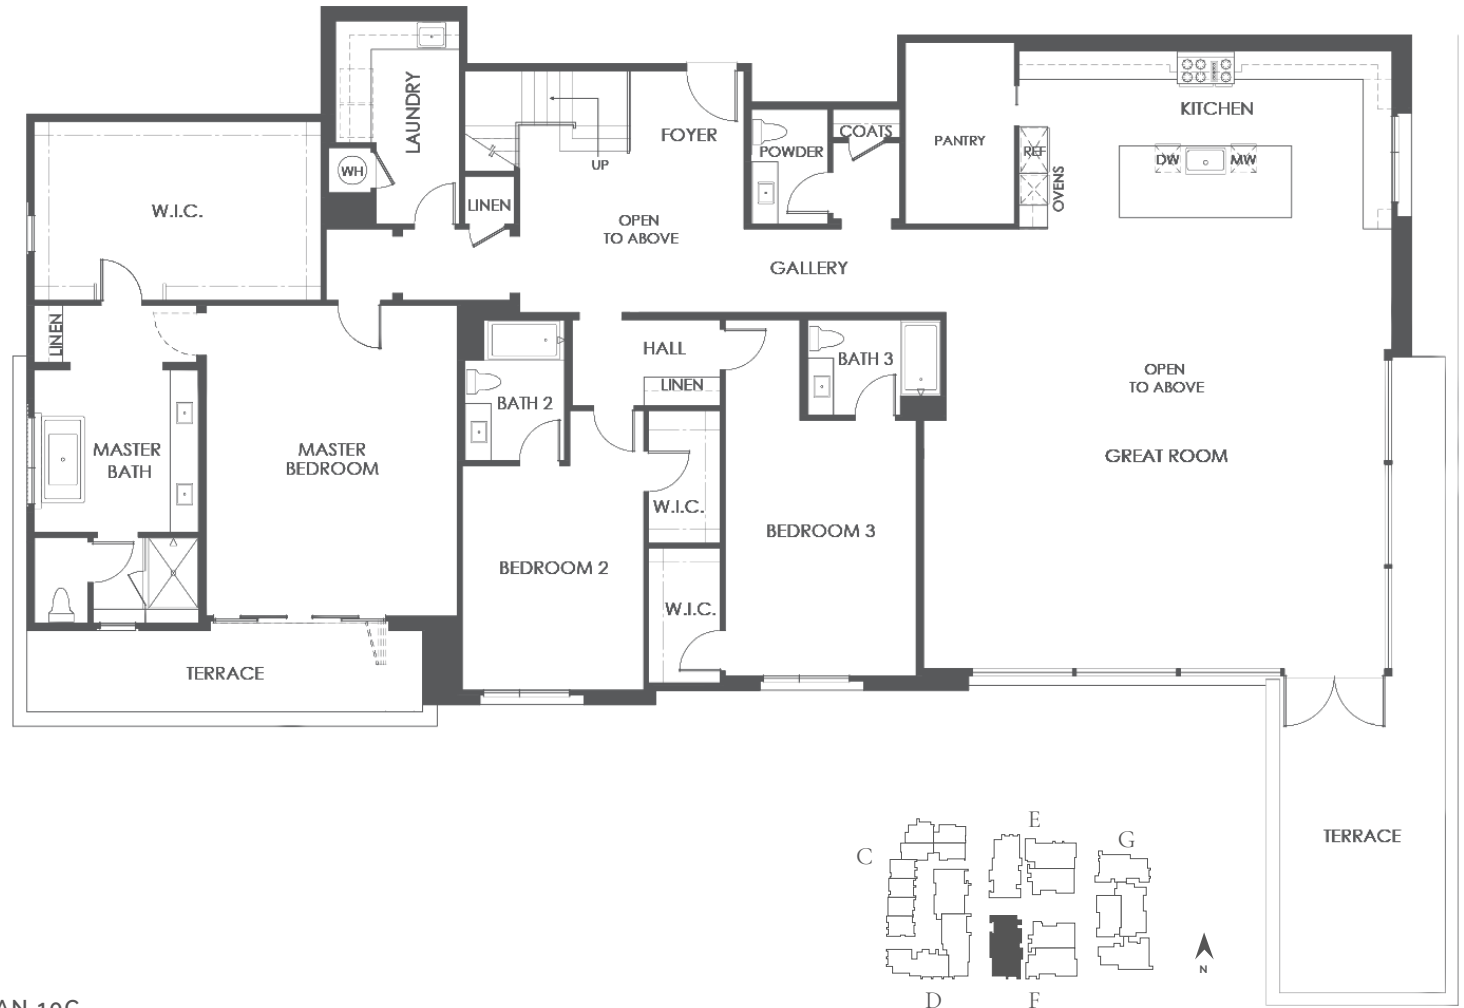 LAUNDRY
WH
W.I.C.
LINEN
FOYER
UP
OPEN
TO ABOVE
POWDER
COATS
PANTRY
KITCHEN
REF
OVENS
DW
MW
GALLERY
LINEN
MASTER
BATH
MASTER
BEDROOM
BATH 2
HALL
LINEN
BATH 3
OPEN
TO ABOVE
GREAT ROOM
W.I.C.
BEDROOM 2
BEDROOM 3
W.I.C.
TERRACE
TERRACE
C
E
G
D
F
N